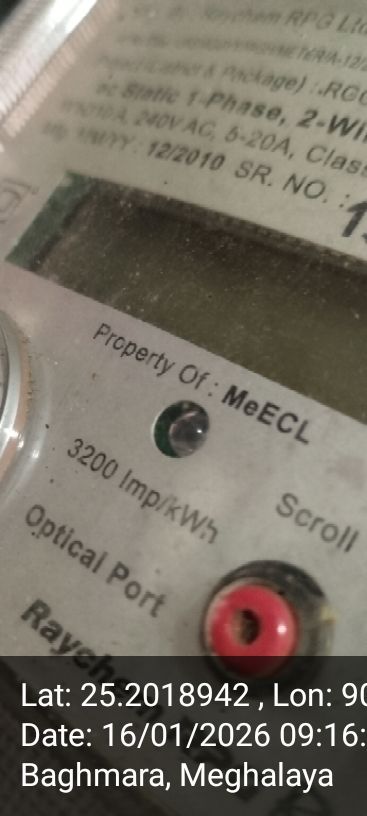 Raychem RPG Ltd
(Label & Package) : RGC
Static 1-Phase, 2-Wi
240V AC, 5-20A, Class
12/2010 SR. NO. :
Property Of : MeECL
3200 Imp/kWh
Scroll
Optical Port
Lat: 25.2018942 , Lon: 90
Date: 16/01/2026 09:16:
Baghmara, Meghalaya